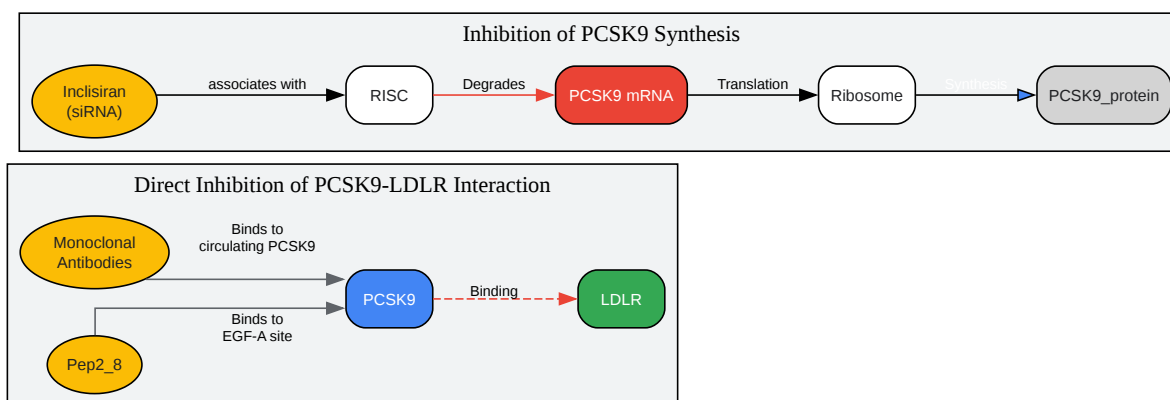 Inhibition of PCSK9 Synthesis
Inclisiran
(siRNA)
associates with
RISC
Degrades
PCSK9 mRNA
Translation
Ribosome
Synthesis
PCSK9_protein
Direct Inhibition of PCSK9-LDLR Interaction
Monoclonal
Antibodies
Binds to
circulating PCSK9
PCSK9
Binding
LDLR
Binds to
EGF-A site
Pep2_8